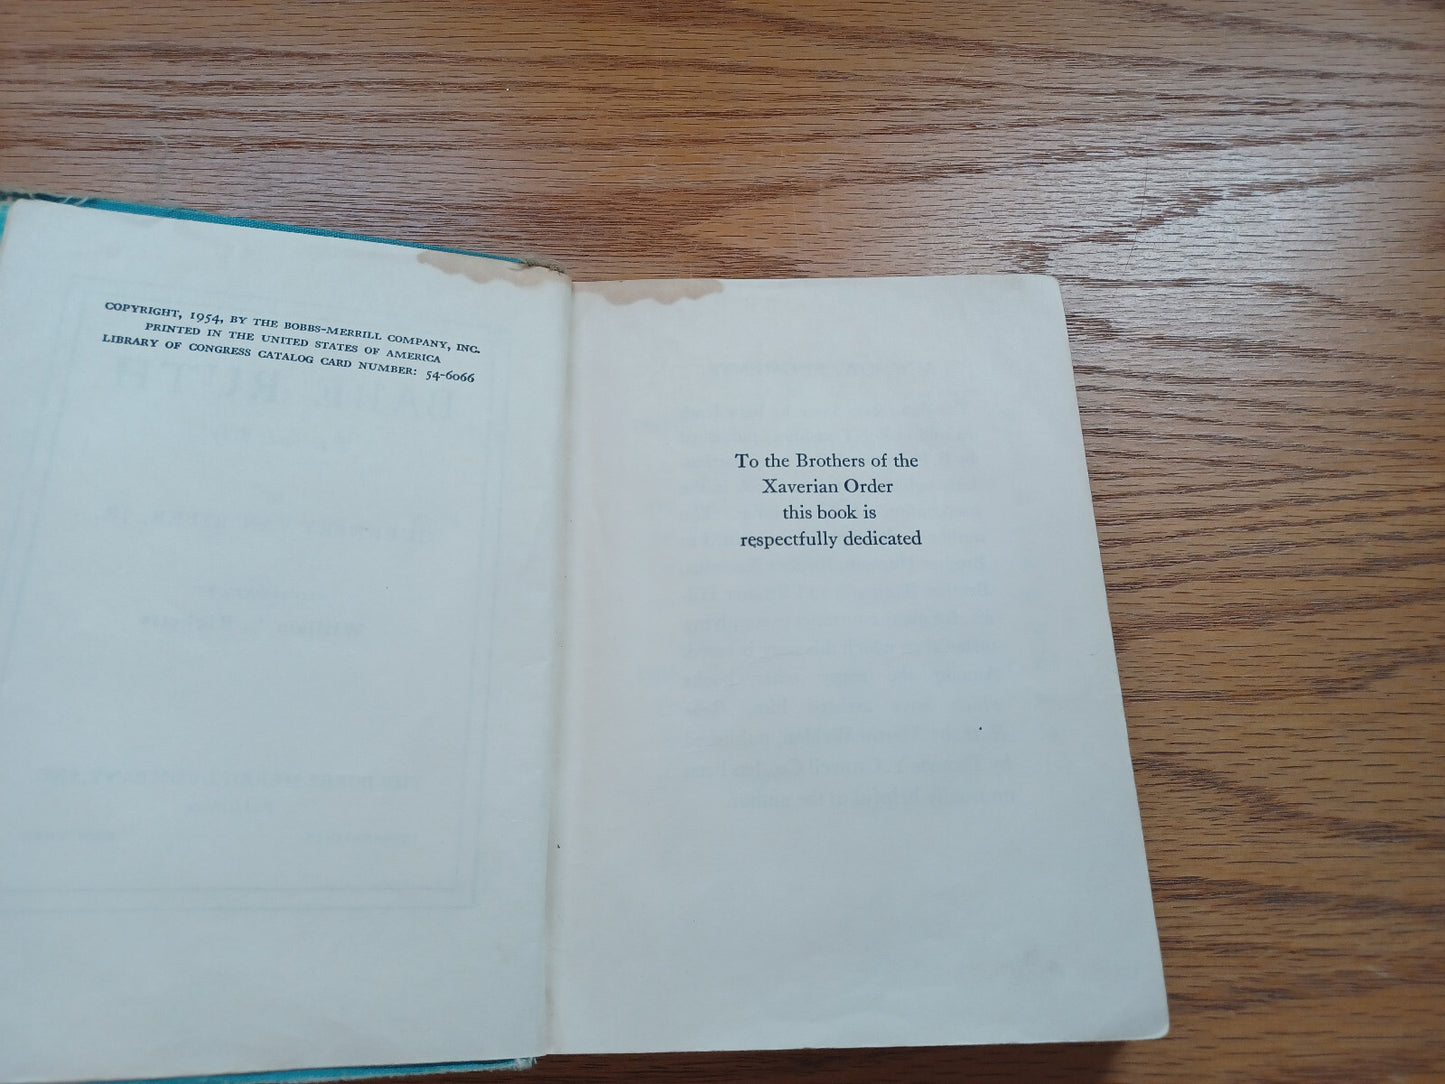 COPYRIGHT, 1954, BY THE BOBBS-MERRILL COMPANY, INC.
PRINTED IN THE UNITED STATES OF AMERICA
LIBRARY OF CONGRESS CATALOG CARD NUMBER: 54-6066
To the Brothers of the
Xaverian Order
this book is
respectfully dedicated